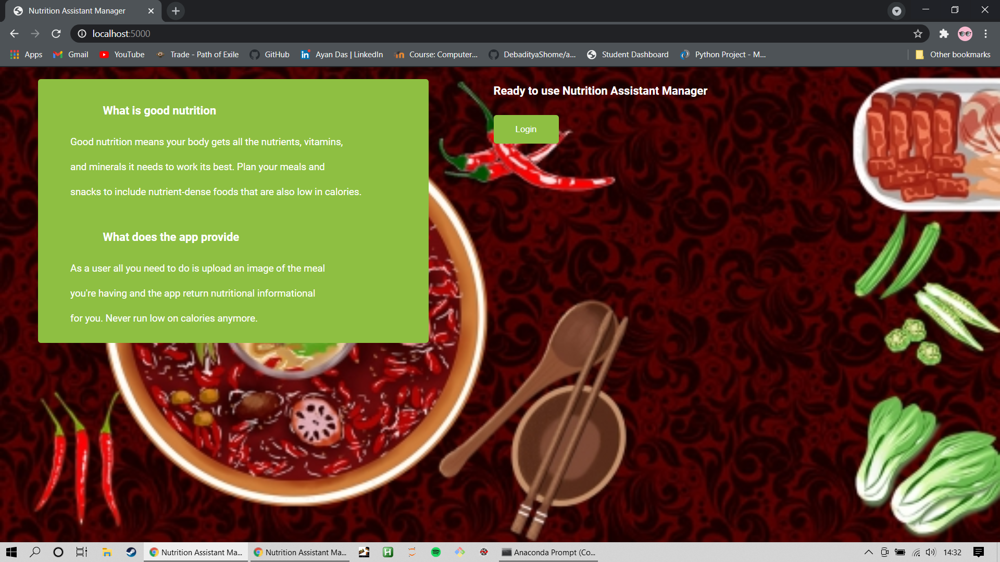 Nutrition Assistant Manager
localhost:5000
Apps
Gmail
YouTube
Trade - Path of Exile
GitHub
Ayan Das | LinkedIn
Course: Computer...
DebadityaShome/a...
Student Dashboard
Python Project - M...
Other bookmarks
What is good nutrition
Good nutrition means your body gets all the nutrients, vitamins,
and minerals it needs to work its best. Plan your meals and
snacks to include nutrient-dense foods that are also low in calories.
What does the app provide
As a user all you need to do is upload an image of the meal
you're having and the app return nutritional informational
for you. Never run low on calories anymore.
Ready to use Nutrition Assistant Manager
Login
Nutrition Assistant Ma...
Nutrition Assistant Ma...
Anaconda Prompt (Co...
14:32